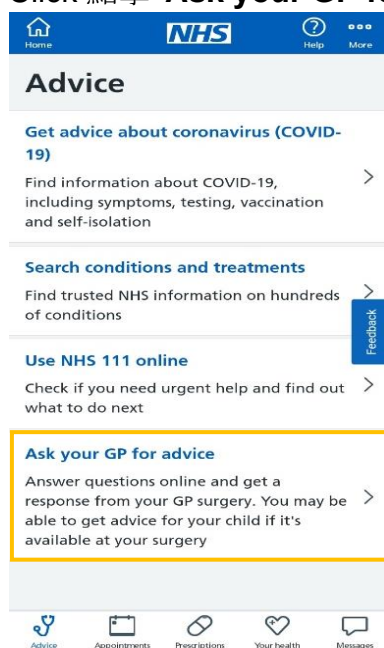 Home
NHS
Help
More
Advice
Get advice about coronavirus (COVID-
19)
Find information about COVID-19,
including symptoms, testing, vaccination
and self-isolation
Search conditions and treatments
Find trusted NHS information on hundreds
of conditions
Feedback
Use NHS 111 online
Check if you need urgent help and find out
what to do next
Ask your GP for advice
Answer questions online and get a
response from your GP surgery. You may be
able to get advice for your child if it's
available at your surgery
Advice
Appointments
Prescriptions
Your health
Messages